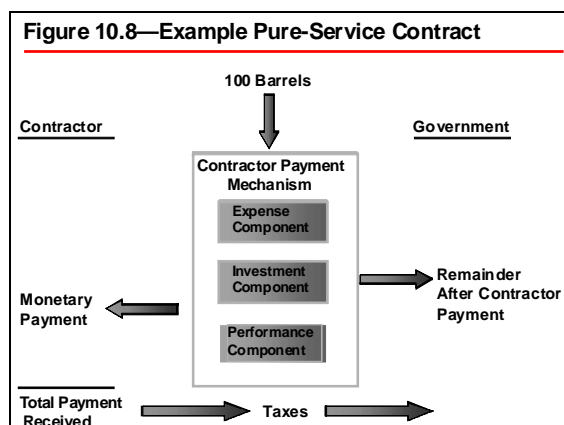 Figure 10.8—Example Pure-Service Contract
100 Barrels
Contractor
Government
Contractor Payment
Mechanism
Expense
Component
Investment
Component
Performance
Component
Monetary
Payment
Remainder
After Contractor
Payment
Total Payment
Received
Taxes